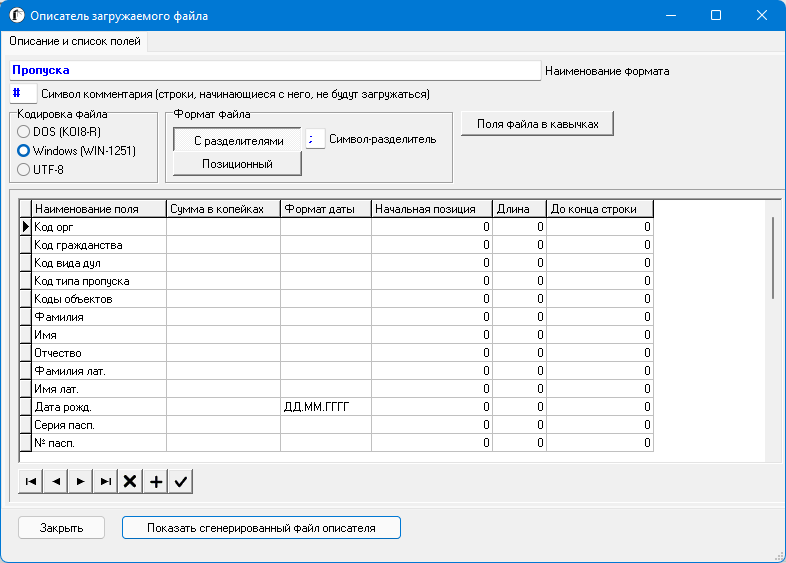 Описатель загружаемого файла
Описание и список полей
Пропуска
Наименование формата
# Символ комментария (строки, начинающиеся с него, не будут загружаться)
Кодировка файла
DOS (KOI8-R)
Windows (WIN-1251)
UTF-8
Формат файла
С разделителями
; Символ-разделитель
Позиционный
Поля файла в кавычках
Наименование поля Сумма в копейках Формат даты Начальная позиция Длина До конца строки
Код орг 0 0 0
Код гражданства 0 0 0
Код вида дул 0 0 0
Код типа пропуска 0 0 0
Коды объектов 0 0 0
Фамилия 0 0 0
Имя 0 0 0
Отчество 0 0 0
Фамилия лат. 0 0 0
Имя лат. 0 0 0
Дата рожд. ДД.ММ.ГГГГ 0 0 0
Серия пасп. 0 0 0
№ пасп. 0 0 0
Закрыть
Показать сгенерированный файл описателя